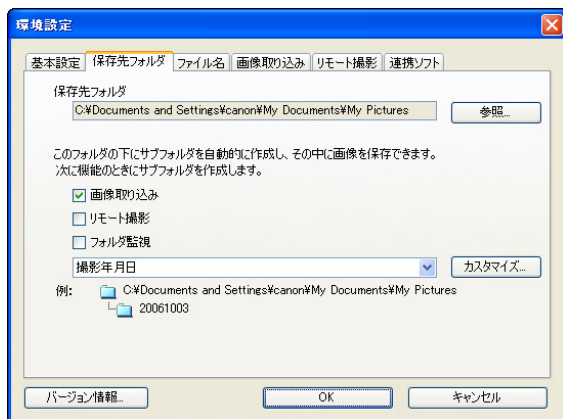 環境設定
基本設定 保存先フォルダ ファイル名 画像取り込み リモート撮影 連携ソフト
保存先フォルダ
C:¥Documents and Settings¥canon¥My Documents¥My Pictures 参照...
このフォルダの下にサブフォルダを自動的に作成し、その中に画像を保存できます。
次に機能のときにサブフォルダを作成します。
画像取り込み
リモート撮影
フォルダ監視
撮影年月日 カスタマイズ...
例: C:¥Documents and Settings¥canon¥My Documents¥My Pictures
20061003
バージョン情報... OK キャンセル